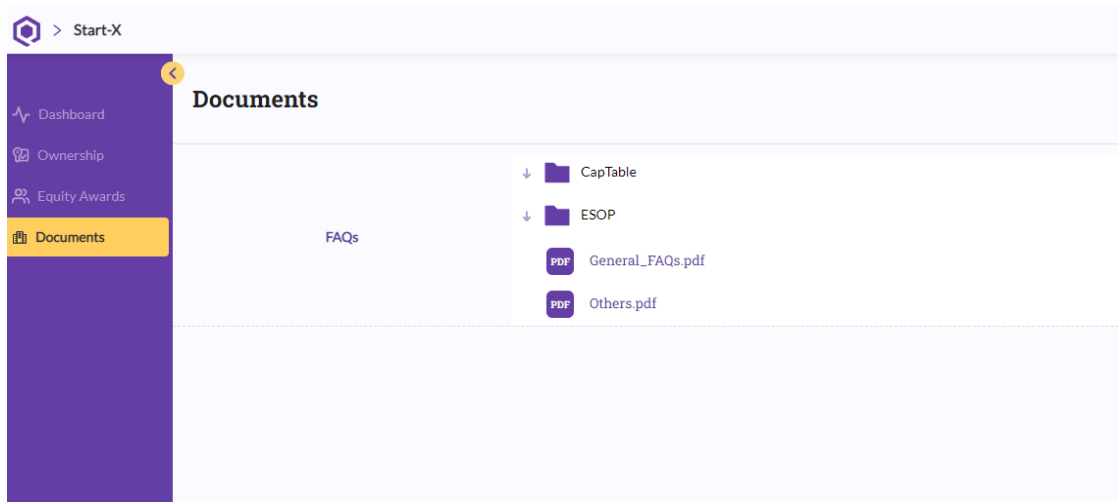 > Start-X
Dashboard
Ownership
Equity Awards
Documents
Documents
FAQs
CapTable
ESOP
PDF General_FAQs.pdf
PDF Others.pdf